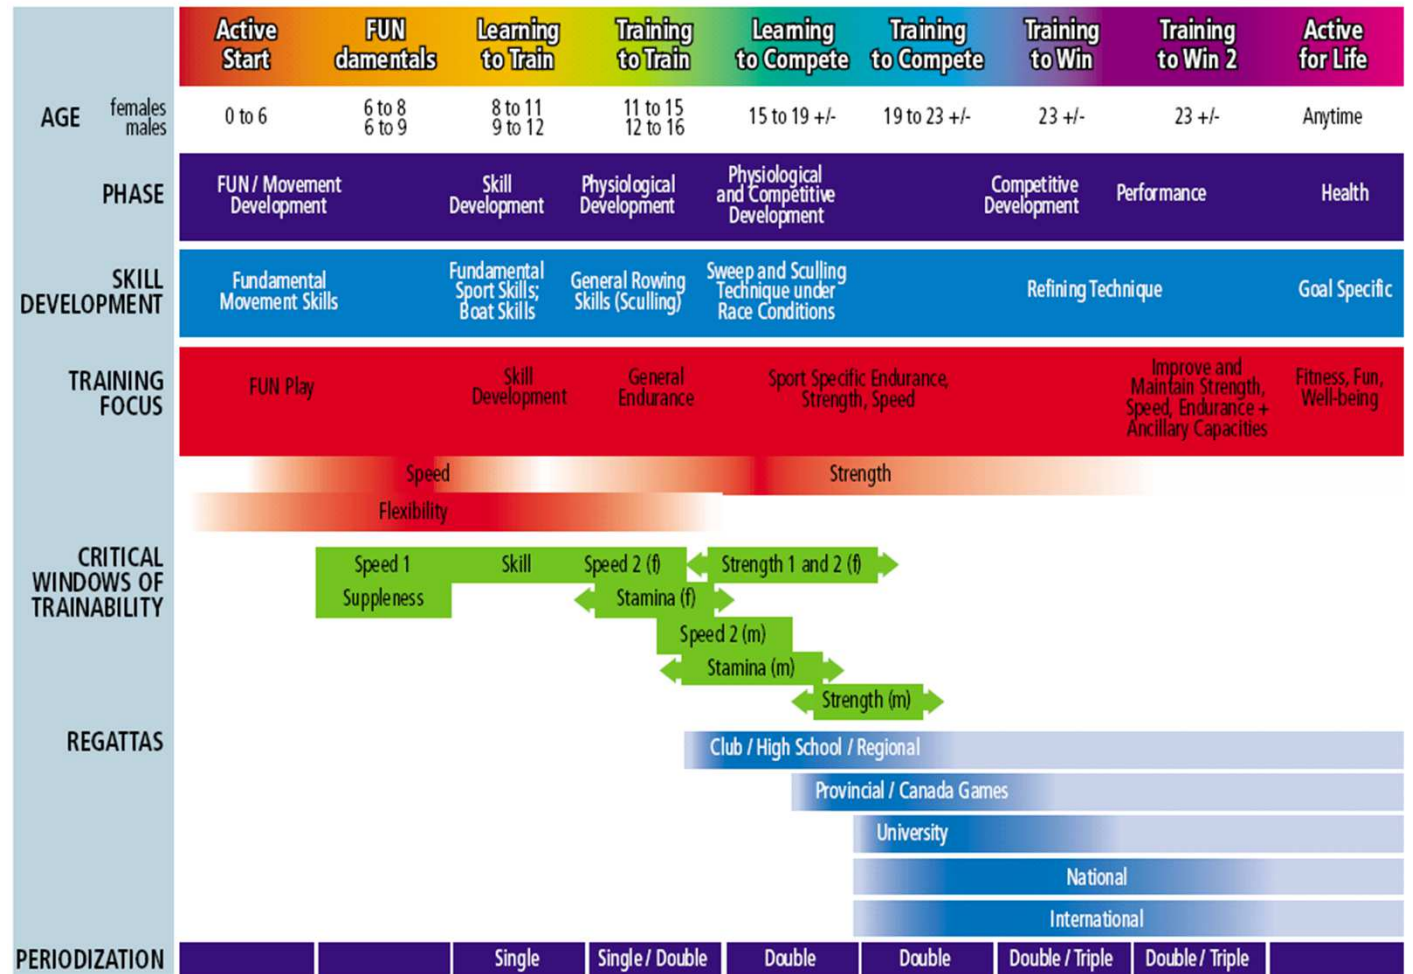 Active Start
FUN damentals
Learning to Train
Training to Train
Learning to Compete
Training to Compete
Training to Win
Training to Win 2
Active for Life
AGE
females
males
0 to 6
6 to 8
6 to 9
8 to 11
9 to 12
11 to 15
12 to 16
15 to 19 +/-
19 to 23 +/-
23 +/-
23 +/-
Anytime
PHASE
FUN / Movement
Development
Skill
Development
Physiological
Development
Physiological
and Competitive
Development
Competitive
Development
Performance
Health
SKILL
DEVELOPMENT
Fundamental
Movement Skills
Fundamental
Sport Skills;
Boat Skills
General Rowing
Skills (Sculling)
Sweep and Sculling
Technique under
Race Conditions
Refining Technique
Goal Specific
TRAINING
FOCUS
FUN Play
Skill
Development
General
Endurance
Sport Specific Endurance,
Strength, Speed
Improve and
Maintain Strength,
Speed, Endurance +
Ancillary Capacities
Fitness, Fun,
Well-being
Speed
Strength
Flexibility
CRITICAL
WINDOWS OF
TRAINABILITY
Speed 1
Skill
Speed 2 (f)
Strength 1 and 2 (f)
Suppleness
Stamina (f)
Speed 2 (m)
Stamina (m)
Strength (m)
REGATTAS
Club / High School / Regional
Provincial / Canada Games
University
National
International
PERIODIZATION
Single
Single / Double
Double
Double
Double / Triple
Double / Triple